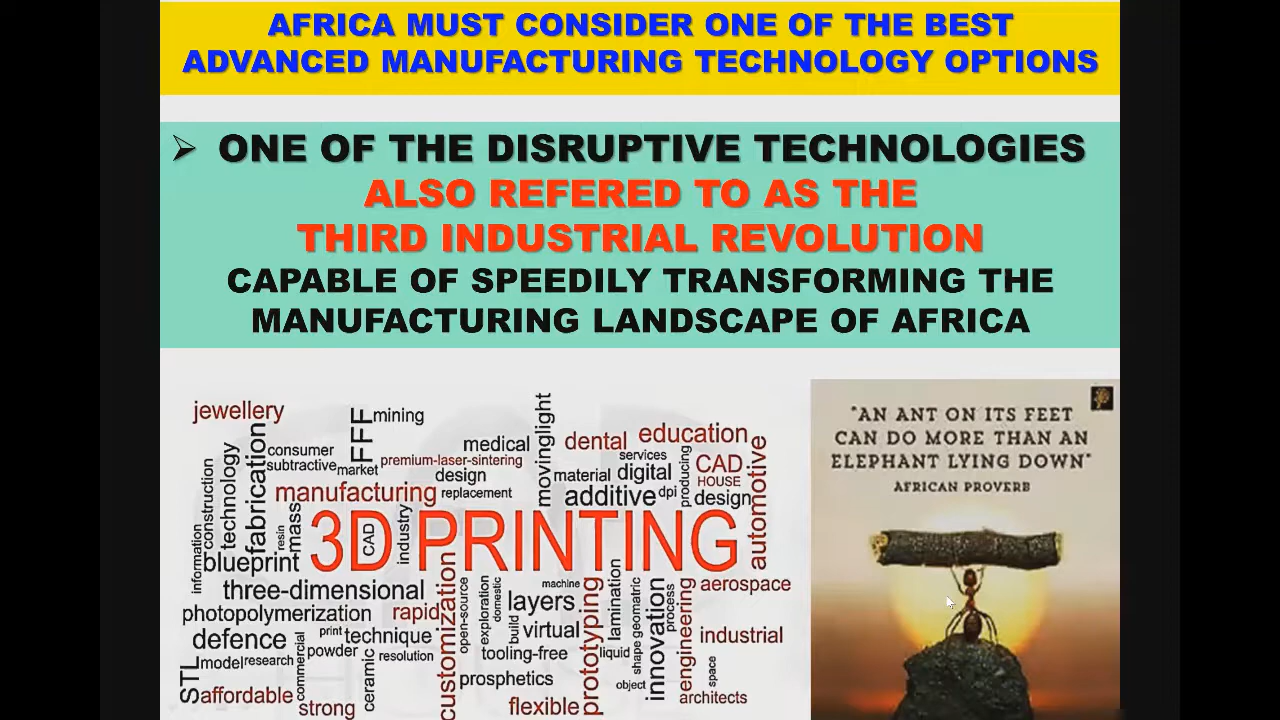 AFRICA MUST CONSIDER ONE OF THE BEST
ADVANCED MANUFACTURING TECHNOLOGY OPTIONS
➢ ONE OF THE DISRUPTIVE TECHNOLOGIES
ALSO REFERED TO AS THE
THIRD INDUSTRIAL REVOLUTION
CAPABLE OF SPEEDILY TRANSFORMING THE
MANUFACTURING LANDSCAPE OF AFRICA
jewellery
FFF
mining
movinglight
medical
dental
education
consumer
subtractive
market
premium-laser-sintering
design
services
material
digital
producing
CAD
HOUSE
design
automotive
information
construction
technology
fabrication
resin
mass
manufacturing
replacement
additive
dpi
blueprint
3D PRINTING
CAD
industry
three-dimensional
photopolymerization
rapid
customization
open-source
exploration
domestic
machine
layers
build
virtual
prototyping
lamination
shape geometric
innovation
process
engineering
aerospace
defence
print
technique
powder
resolution
tooling-free
liquid
industrial
STL
model
research
commercial
ceramic
prosphetics
object
space
affordable
strong
flexible
architects
"AN ANT ON ITS FEET
CAN DO MORE THAN AN
ELEPHANT LYING DOWN"
AFRICAN PROVERB